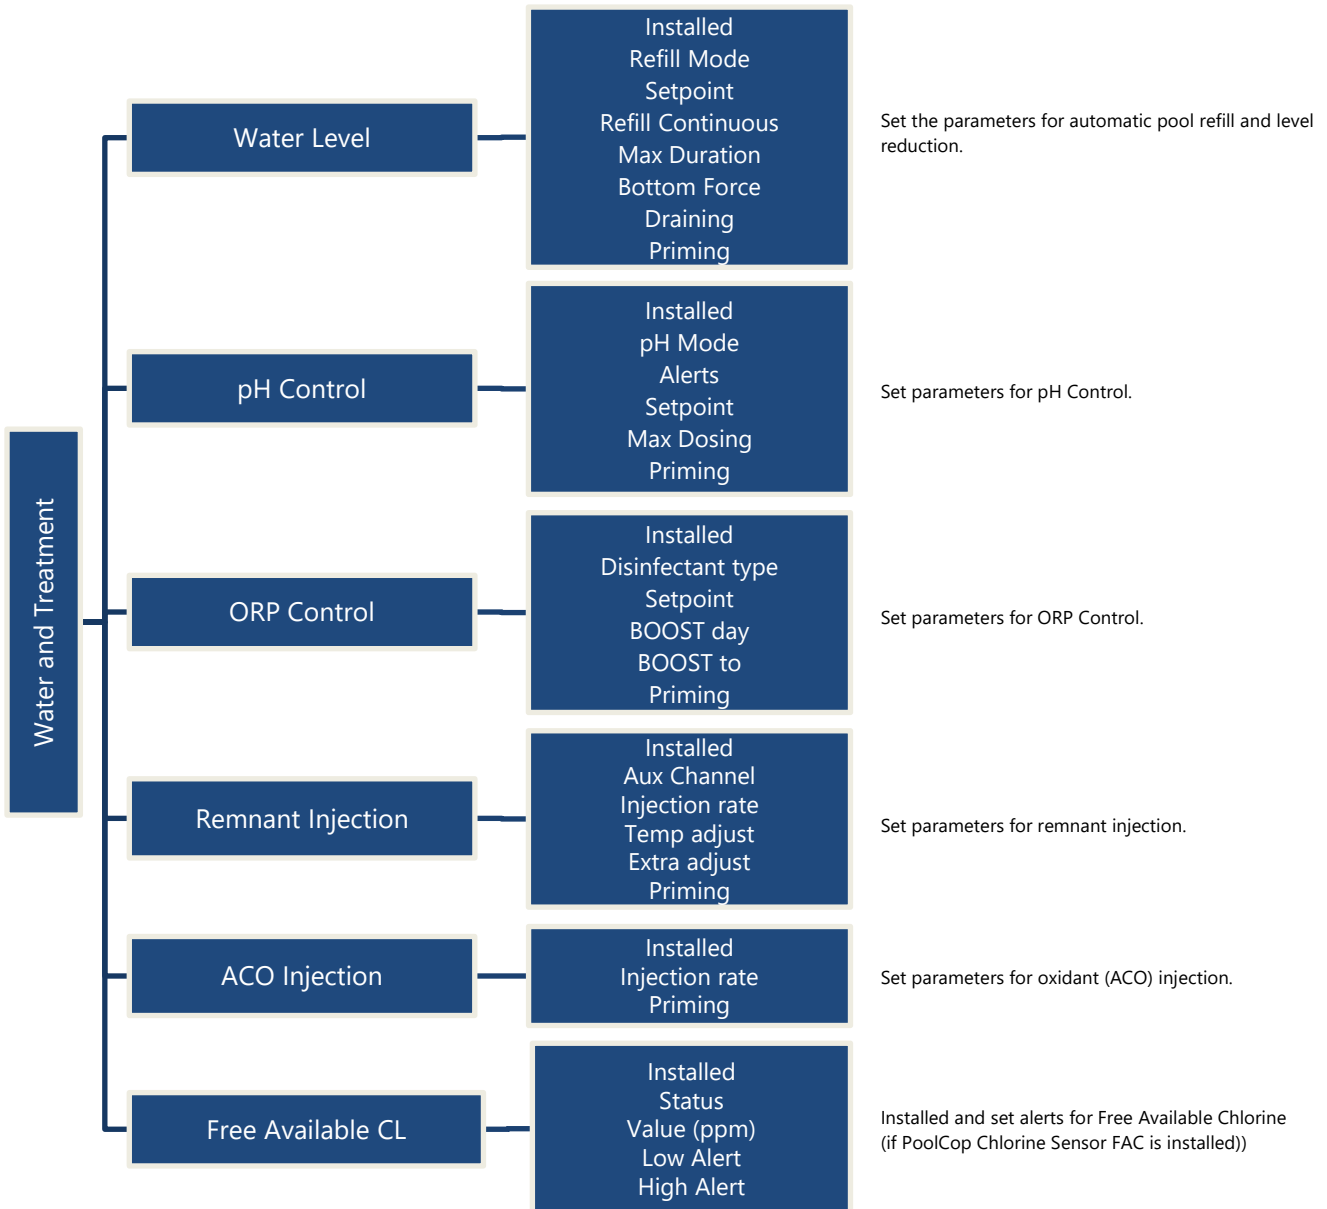 Water and Treatment
Water Level
Installed
Refill Mode
Setpoint
Refill Continuous
Max Duration
Bottom Force
Draining
Priming
Set the parameters for automatic pool refill and level
reduction.
pH Control
Installed
pH Mode
Alerts
Setpoint
Max Dosing
Priming
Set parameters for pH Control.
ORP Control
Installed
Disinfectant type
Setpoint
BOOST day
BOOST to
Priming
Set parameters for ORP Control.
Remnant Injection
Installed
Aux Channel
Injection rate
Temp adjust
Extra adjust
Priming
Set parameters for remnant injection.
ACO Injection
Installed
Injection rate
Priming
Set parameters for oxidant (ACO) injection.
Free Available CL
Installed
Status
Value (ppm)
Low Alert
High Alert
Installed and set alerts for Free Available Chlorine
(if PoolCop Chlorine Sensor FAC is installed))